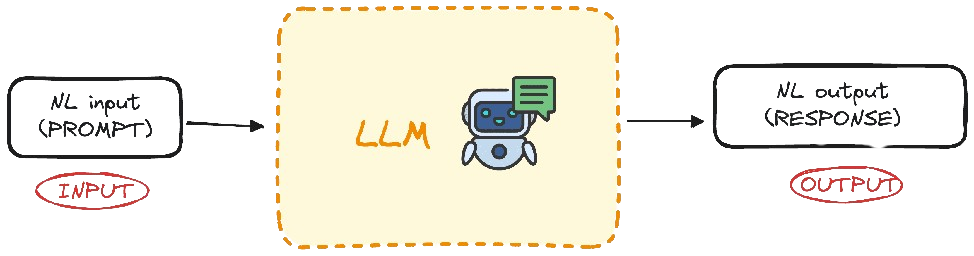 NL input
(PROMPT)
INPUT
LLM
NL output
(RESPONSE)
OUTPUT